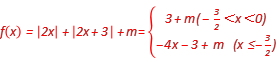 f(x) = |2x| + |2x+3| + m = { 3+m (- 3/2 <x<0)
-4x-3+m (x ≤ - 3/2)